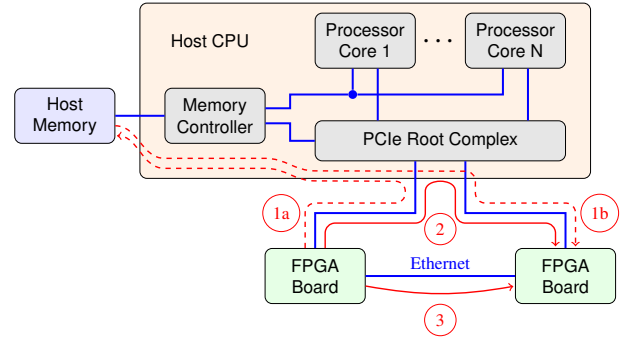 Host CPU
Processor
Core 1
· · ·
Processor
Core N
Host
Memory
Memory
Controller
PCIe Root Complex
1a
1b
2
FPGA
Board
Ethernet
FPGA
Board
3